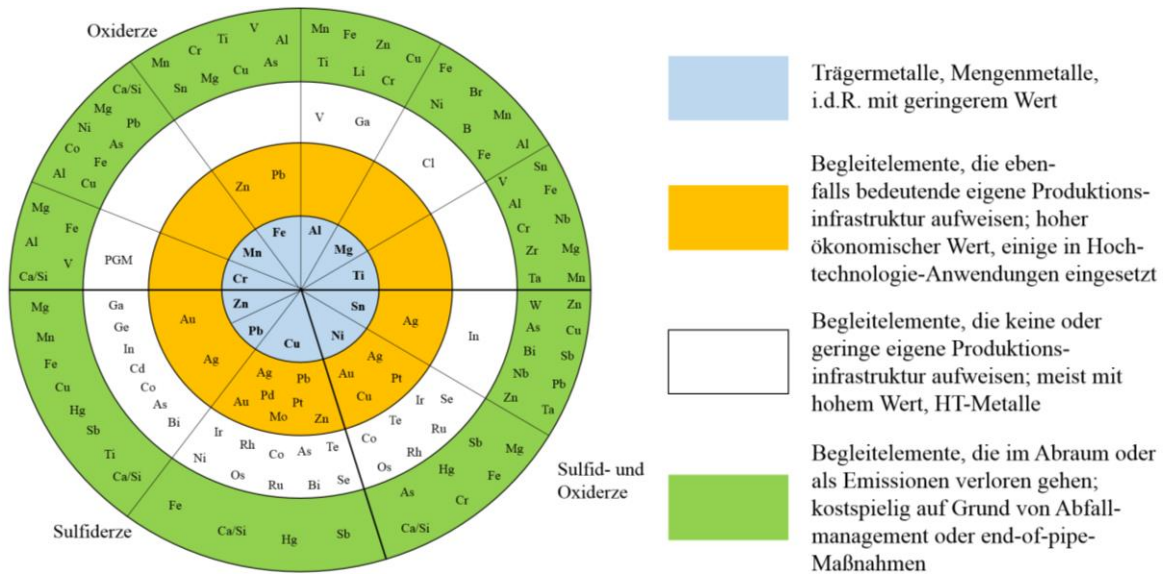 Oxiderze
Mn Cr Ti V Al
Sn Mg Cu As
Mn Fe Zn Cu
Ti Li Cr
Fe Br Mn Al
Ni B Fe
Sn Fe Nb Mg Mn
V Al Cr Zr Ta
Ca/Si Mg Pb
Ni As
Co Fe
Al Cu
Mg Fe
Al V
Ca/Si
V Ga
Cl
PGM
Zn Pb
Fe Al
Mn Mg
Cr Ti
Zn Sn
Pb Cu Ni
Au Ag
Ag Pb
Au Pd Pt
Mo Zn
Ag
Au Ag Pt
Cu
In
Ga
Ge
In
Cd
Co
As
Bi
Ir Rh Co As Te
Ni Os Ru Bi Se
Ir Se
Co Te Ru
Os Rh
Mg
Mn
Fe
Cu
Hg
Sb
Ti
Ca/Si
Fe Ca/Si Hg Sb
Sb Mg
Hg Fe
As Cr
Ca/Si
W Zn
As Cu
Bi Sb
Nb Pb
Zn Ta
Sulfiderze
Sulfid- und
Oxiderze
Trägermetalle, Mengenmetalle,
i.d.R. mit geringerem Wert
Begleitelemente, die eben-
falls bedeutende eigene Produktions-
infrastruktur aufweisen; hoher
ökonomischer Wert, einige in Hoch-
technologie-Anwendungen eingesetzt
Begleitelemente, die keine oder
geringe eigene Produktions-
infrastruktur aufweisen; meist mit
hohem Wert, HT-Metalle
Begleitelemente, die im Abraum oder
als Emissionen verloren gehen;
kostspielig auf Grund von Abfall-
management oder end-of-pipe-
Maßnahmen